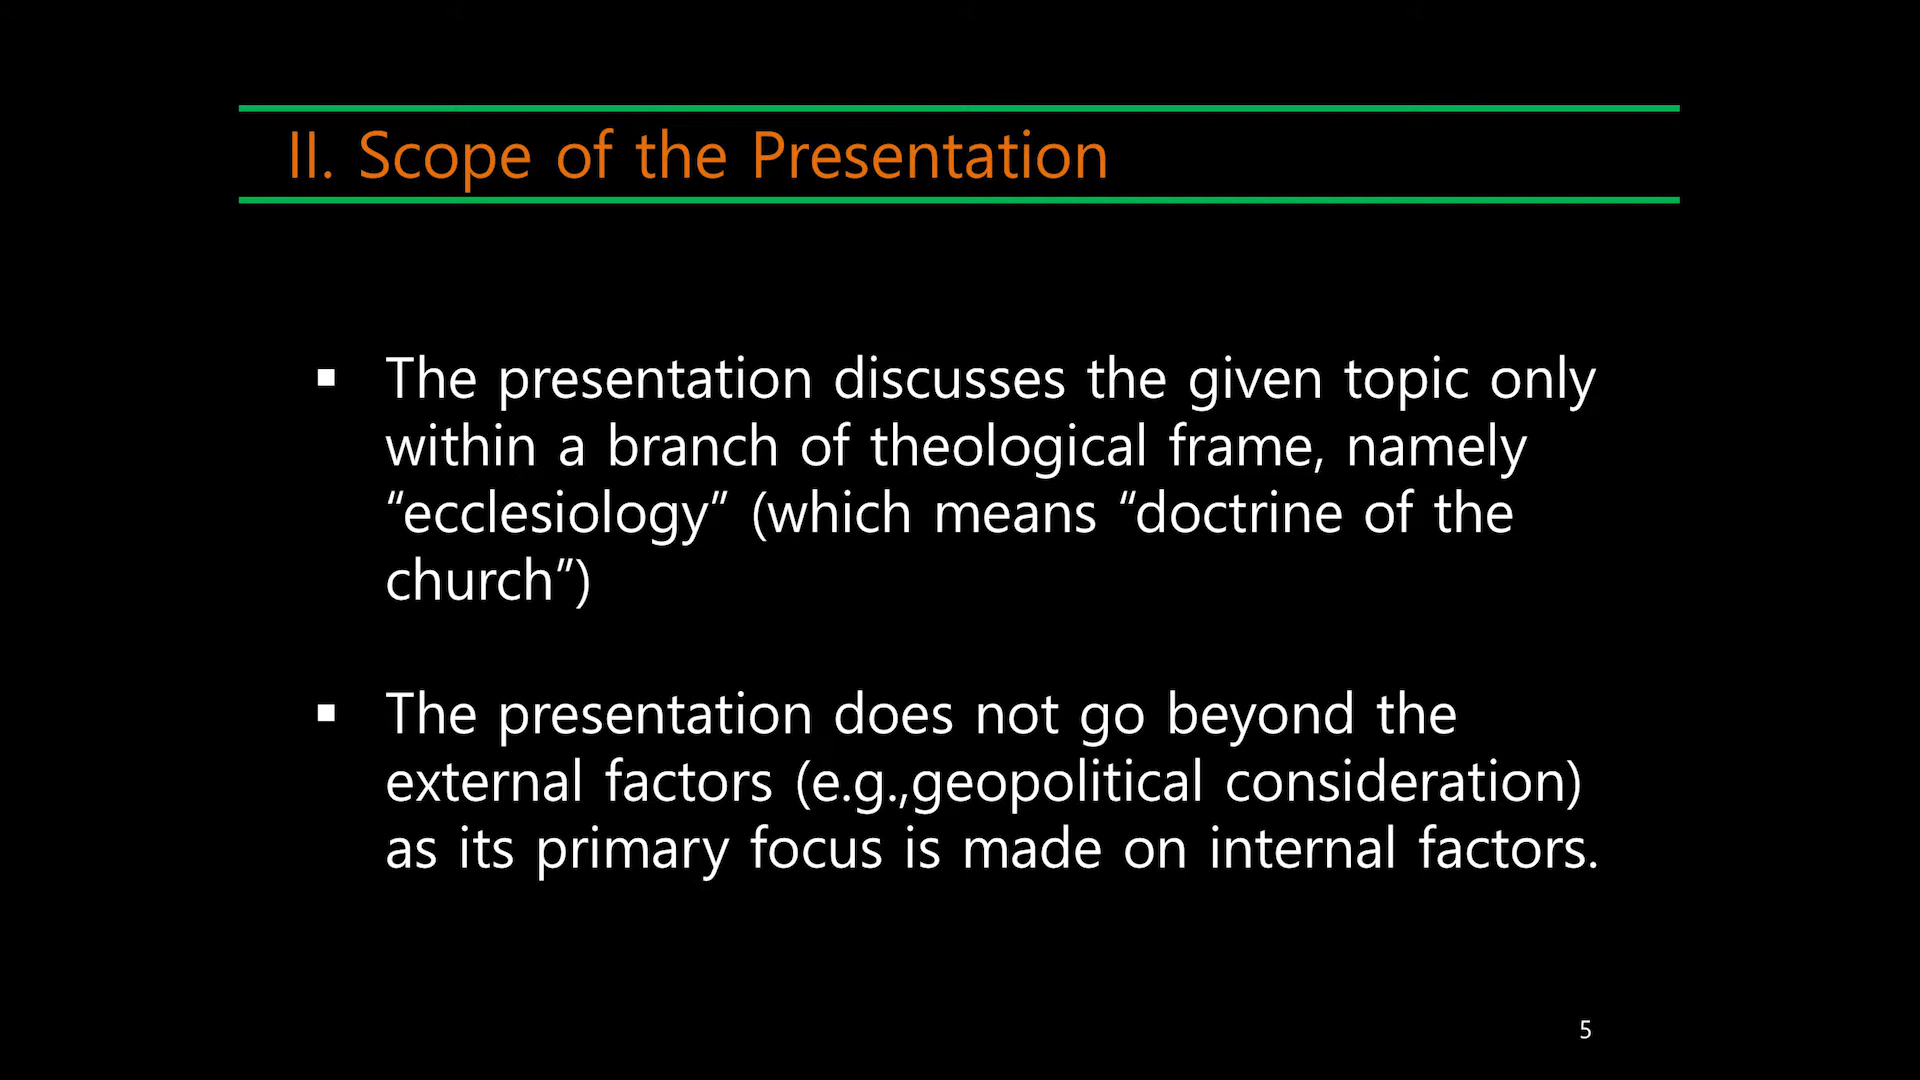 II. Scope of the Presentation
▪ The presentation discusses the given topic only
within a branch of theological frame, namely
“ecclesiology” (which means “doctrine of the
church”)
▪ The presentation does not go beyond the
external factors (e.g.,geopolitical consideration)
as its primary focus is made on internal factors.
5